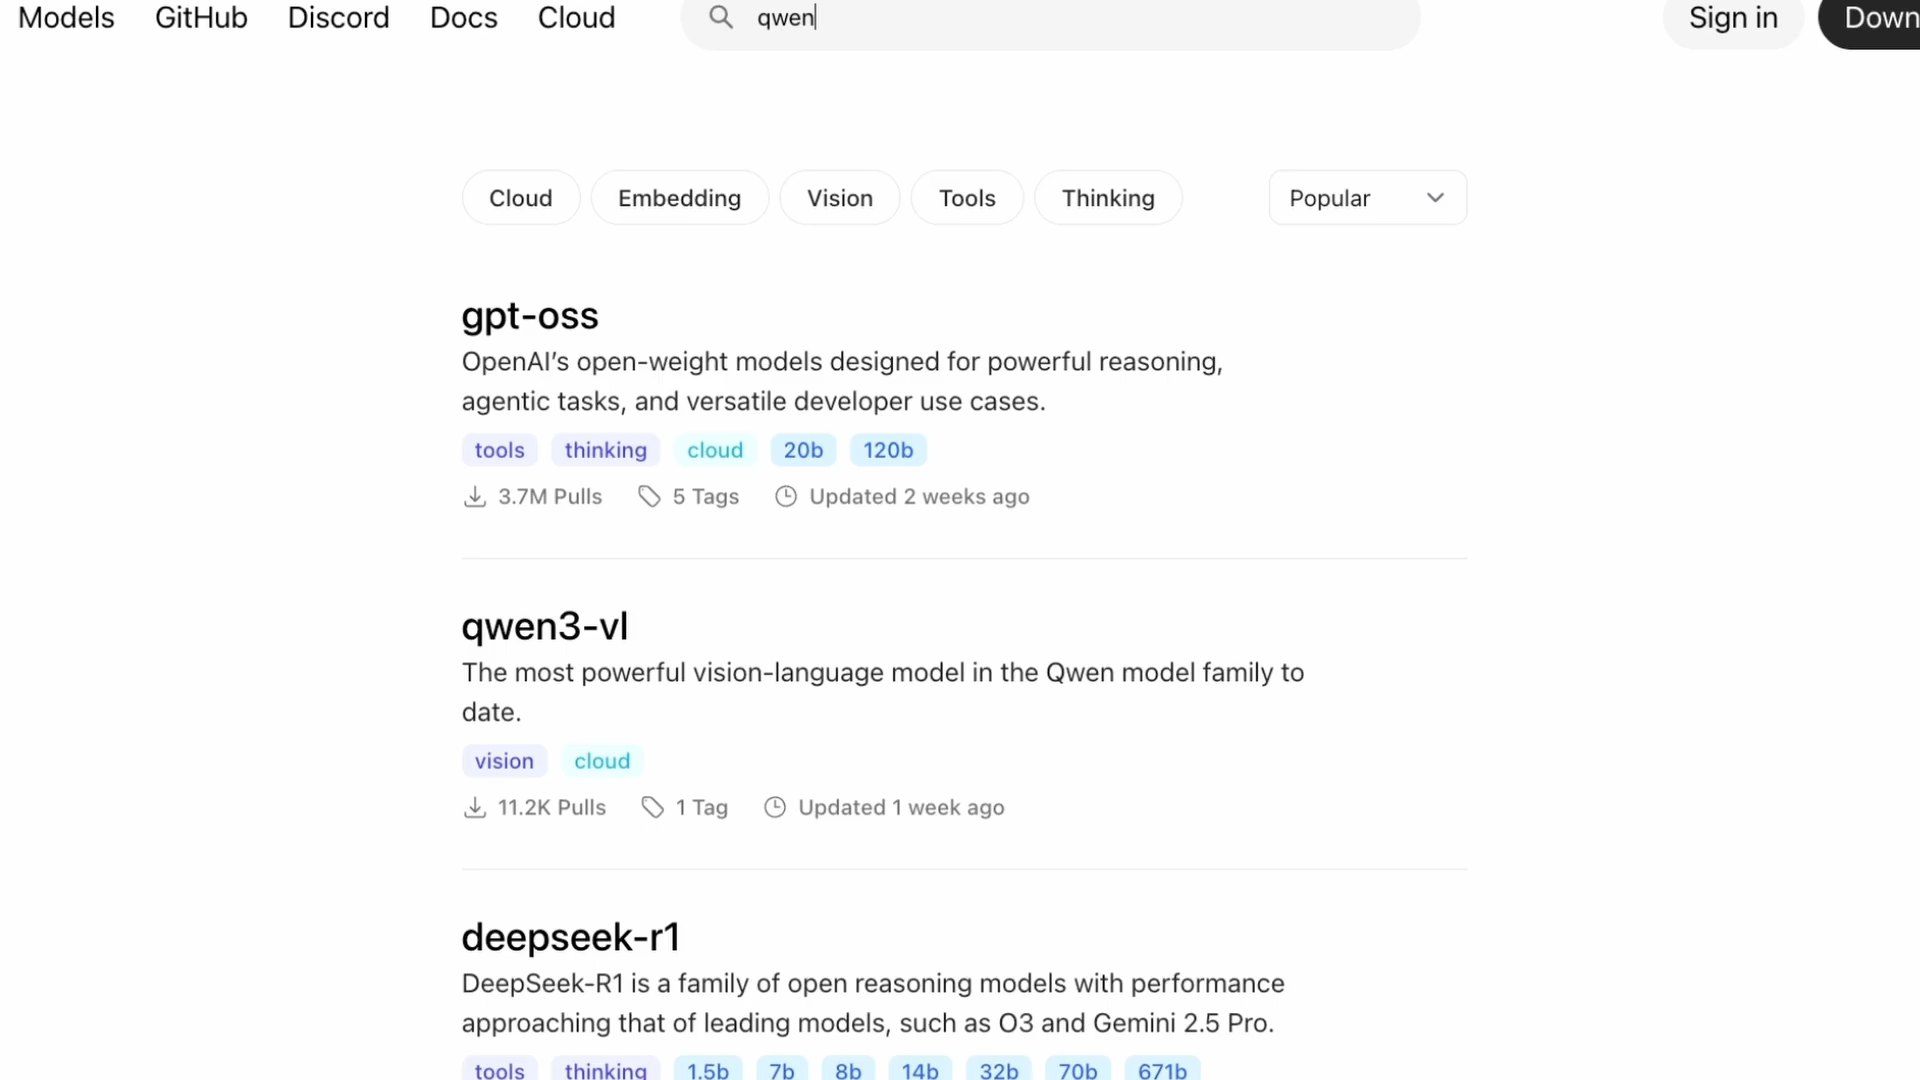 Models GitHub Discord Docs Cloud qwen Sign in Down
Cloud Embedding Vision Tools Thinking Popular
gpt-oss
OpenAI’s open-weight models designed for powerful reasoning,
agentic tasks, and versatile developer use cases.
tools thinking cloud 20b 120b
3.7M Pulls 5 Tags Updated 2 weeks ago
qwen3-vl
The most powerful vision-language model in the Qwen model family to
date.
vision cloud
11.2K Pulls 1 Tag Updated 1 week ago
deepseek-r1
DeepSeek-R1 is a family of open reasoning models with performance
approaching that of leading models, such as O3 and Gemini 2.5 Pro.
tools thinking 1.5b 7b 8b 14b 32b 70b 671b